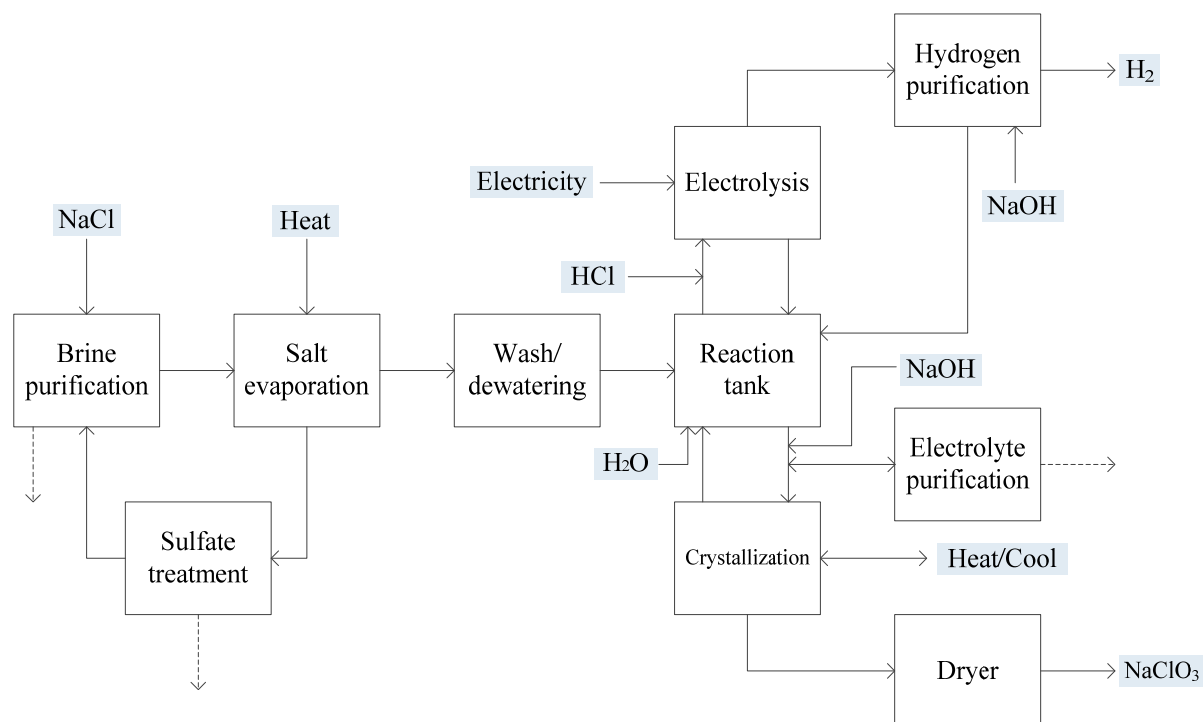 Hydrogen
purification
H₂
Electrolysis
Electricity
NaOH
NaCl
Heat
HCl
Brine
purification
Salt
evaporation
Wash/
dewatering
Reaction
tank
NaOH
H₂O
Electrolyte
purification
Sulfate
treatment
Crystallization
Heat/Cool
Dryer
NaClO₃